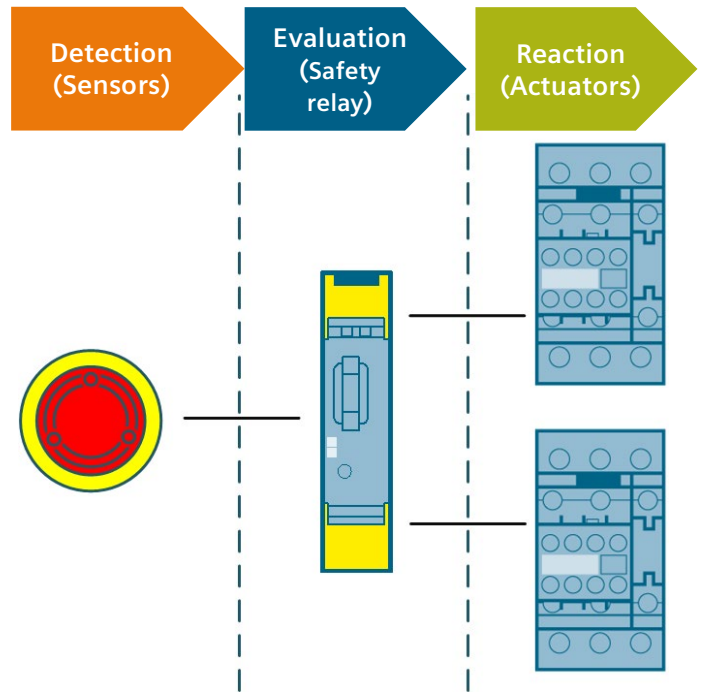 Detection
(Sensors)
Evaluation
(Safety
relay)
Reaction
(Actuators)